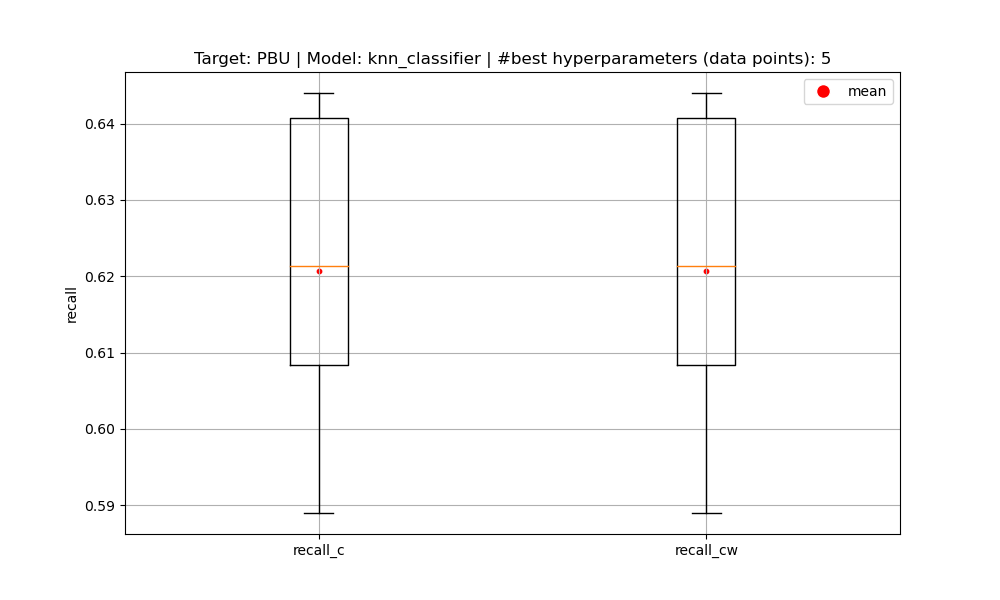 Target: PBU | Model: knn_classifier | #best hyperparameters (data points): 5
mean
0.64
0.63
0.62
0.61
0.60
0.59
recall
recall_c
recall_cw